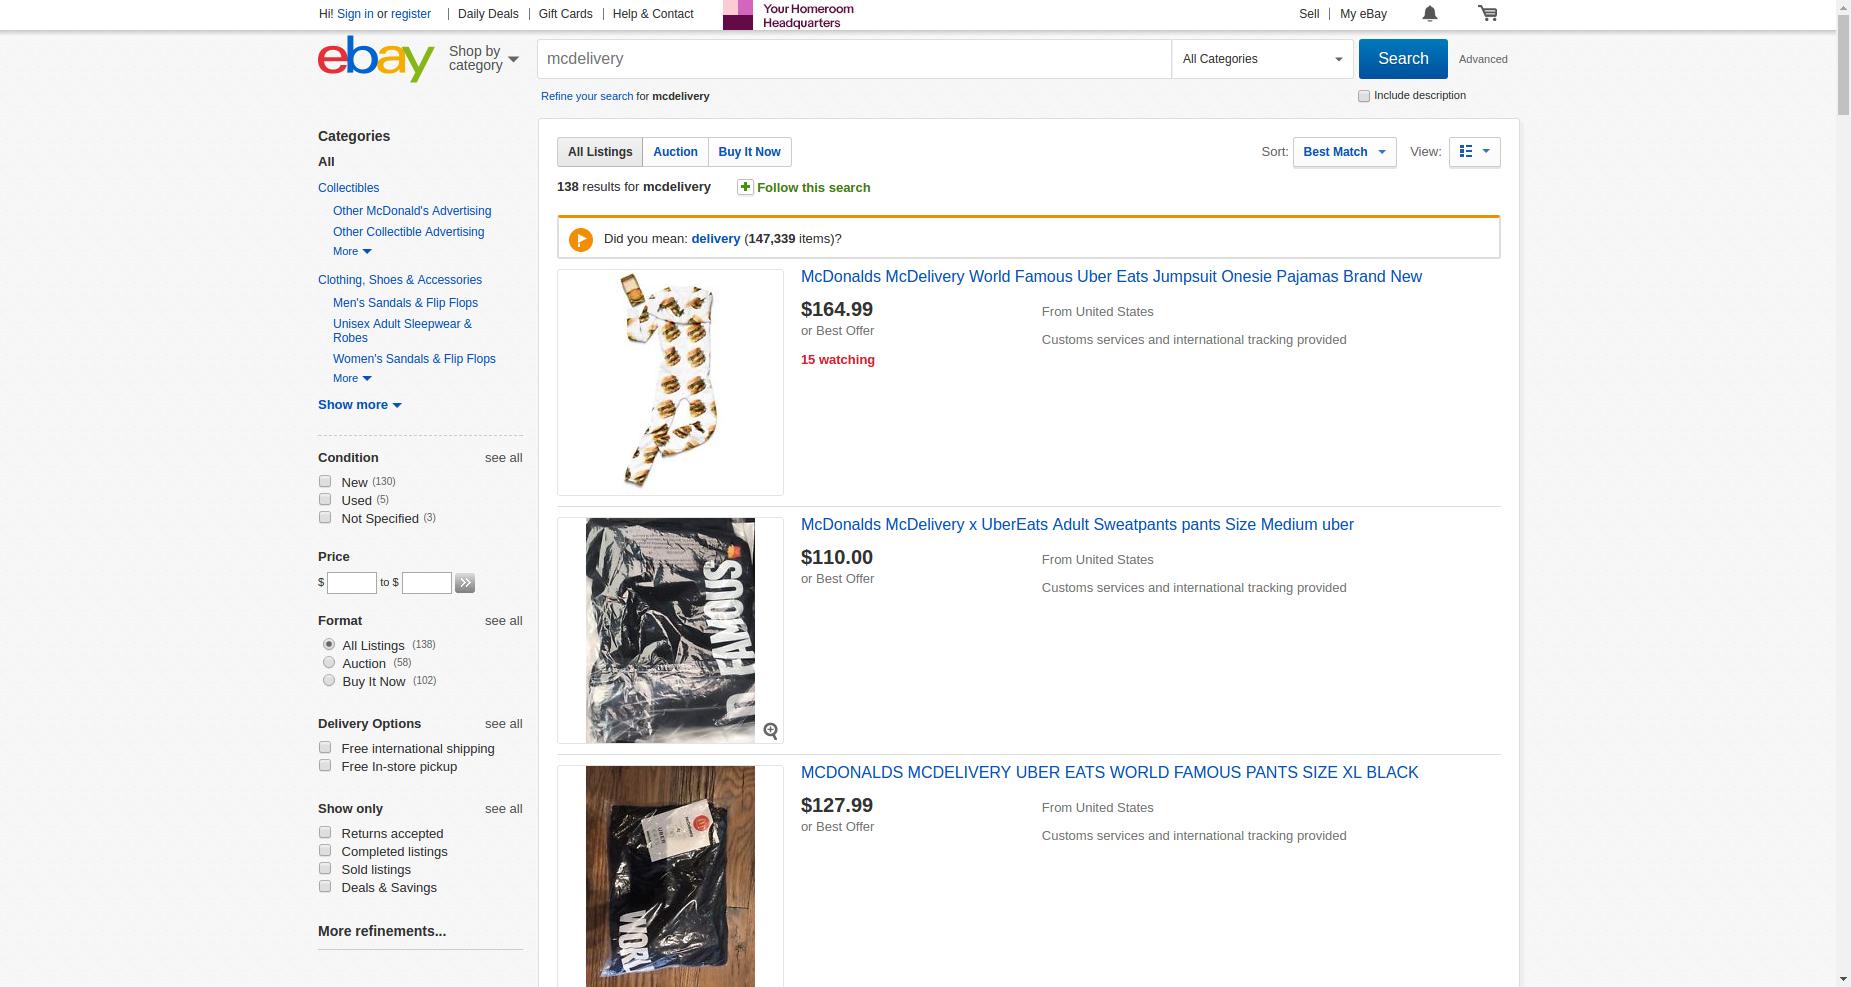 Hi! Sign in or register
Daily Deals
Gift Cards
Help & Contact
Your Homeroom
Headquarters
Sell
My eBay
ebay
Shop by
category
mcdelivery
All Categories
Search
Advanced
Refine your search for mcdelivery
Include description
Categories
All
Collectibles
Other McDonald's Advertising
Other Collectible Advertising
More
Clothing, Shoes & Accessories
Men's Sandals & Flip Flops
Unisex Adult Sleepwear &
Robes
Women's Sandals & Flip Flops
More
Show more
Condition see all
New (130)
Used (5)
Not Specified (3)
Price
$ to $
Format see all
All Listings (138)
Auction (58)
Buy It Now (102)
Delivery Options see all
Free international shipping
Free In-store pickup
Show only see all
Returns accepted
Completed listings
Sold listings
Deals & Savings
More refinements...
All Listings
Auction
Buy It Now
Sort: Best Match
View:
138 results for mcdelivery
Follow this search
Did you mean: delivery (147,339 items)?
McDonalds McDelivery World Famous Uber Eats Jumpsuit Onesie Pajamas Brand New
$164.99
or Best Offer
15 watching
From United States
Customs services and international tracking provided
FAMOUS
McDonalds McDelivery x UberEats Adult Sweatpants pants Size Medium uber
$110.00
or Best Offer
From United States
Customs services and international tracking provided
UBER
WORL
MCDONALDS MCDELIVERY UBER EATS WORLD FAMOUS PANTS SIZE XL BLACK
$127.99
or Best Offer
From United States
Customs services and international tracking provided